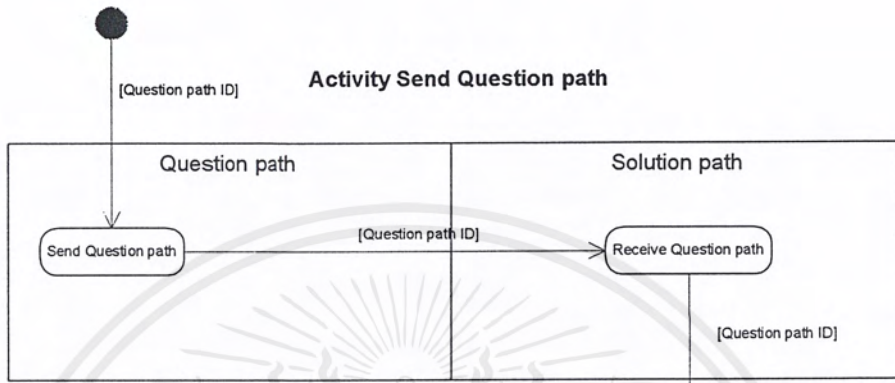 [Question path ID]
Activity Send Question path
Question path
Solution path
Send Question path
[Question path ID]
Receive Question path
[Question path ID]